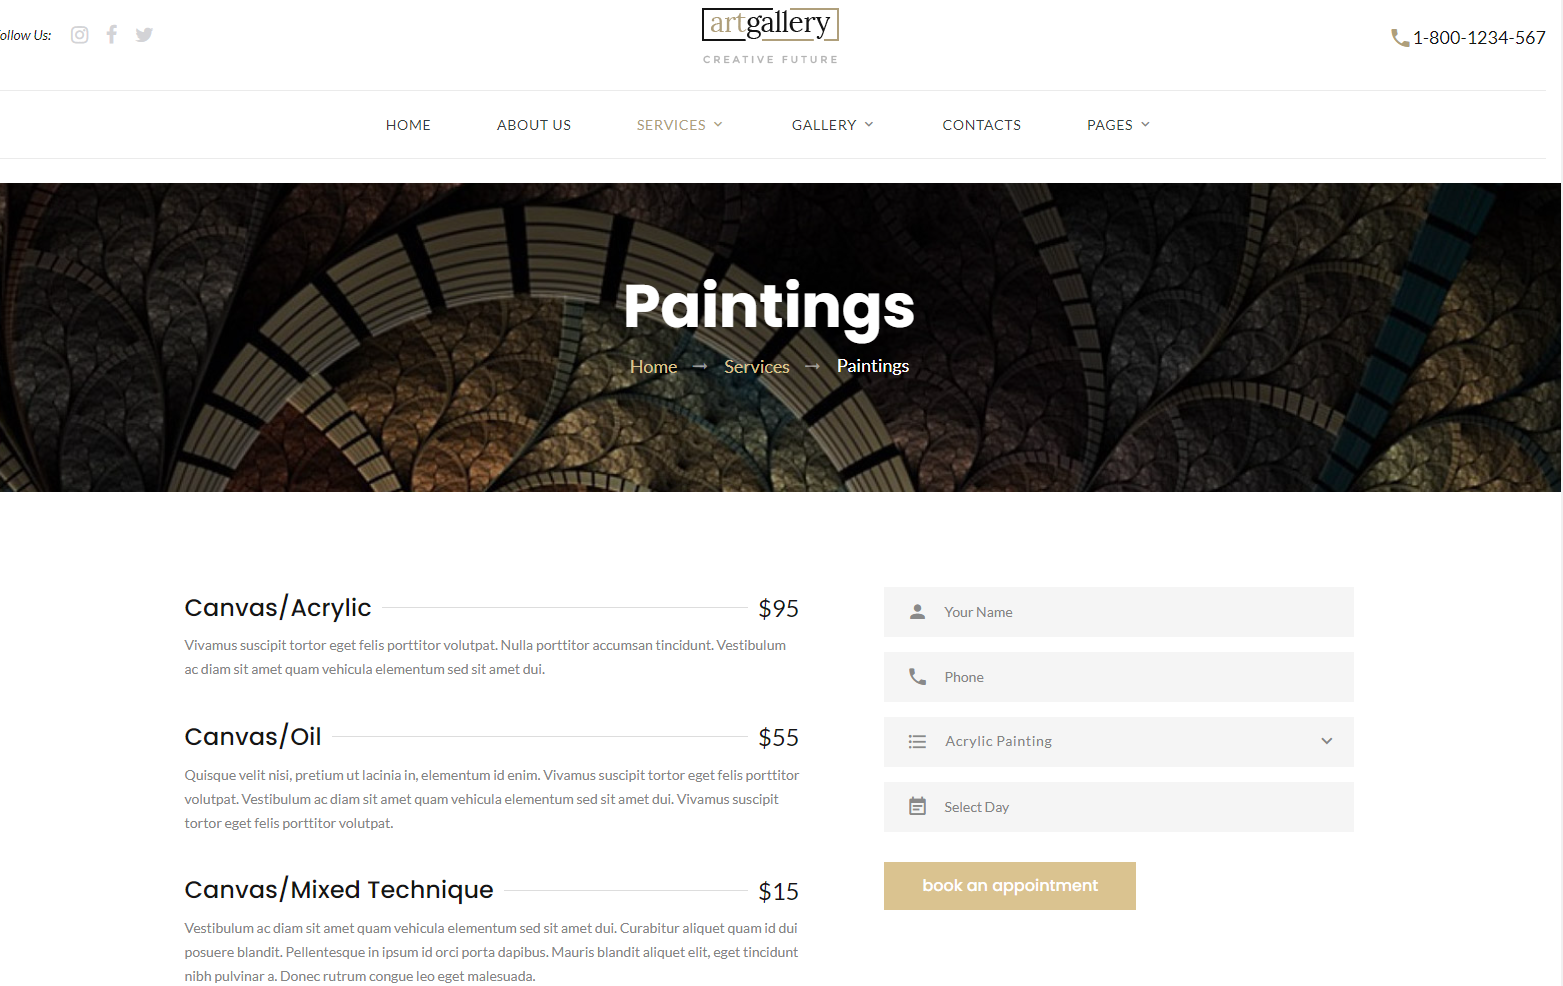 ollow Us:
artgallery
CREATIVE FUTURE
1-800-1234-567
HOME ABOUT US SERVICES GALLERY CONTACTS PAGES
Paintings
Home → Services → Paintings
Canvas/Acrylic $95
Vivamus suscipit tortor eget felis porttitor volutpat. Nulla porttitor accumsan tincidunt. Vestibulum
ac diam sit amet quam vehicula elementum sed sit amet dui.
Canvas/Oil $55
Quisque velit nisi, pretium ut lacinia in, elementum id enim. Vivamus suscipit tortor eget felis porttitor
volutpat. Vestibulum ac diam sit amet quam vehicula elementum sed sit amet dui. Vivamus suscipit
tortor eget felis porttitor volutpat.
Canvas/Mixed Technique $15
Vestibulum ac diam sit amet quam vehicula elementum sed sit amet dui. Curabitur aliquet quam id dui
posuere blandit. Pellentesque in ipsum id orci porta dapibus. Mauris blandit aliquet elit, eget tincidunt
nibh pulvinar a. Donec rutrum congue leo eget malesuada.
Your Name
Phone
Acrylic Painting
Select Day
book an appointment